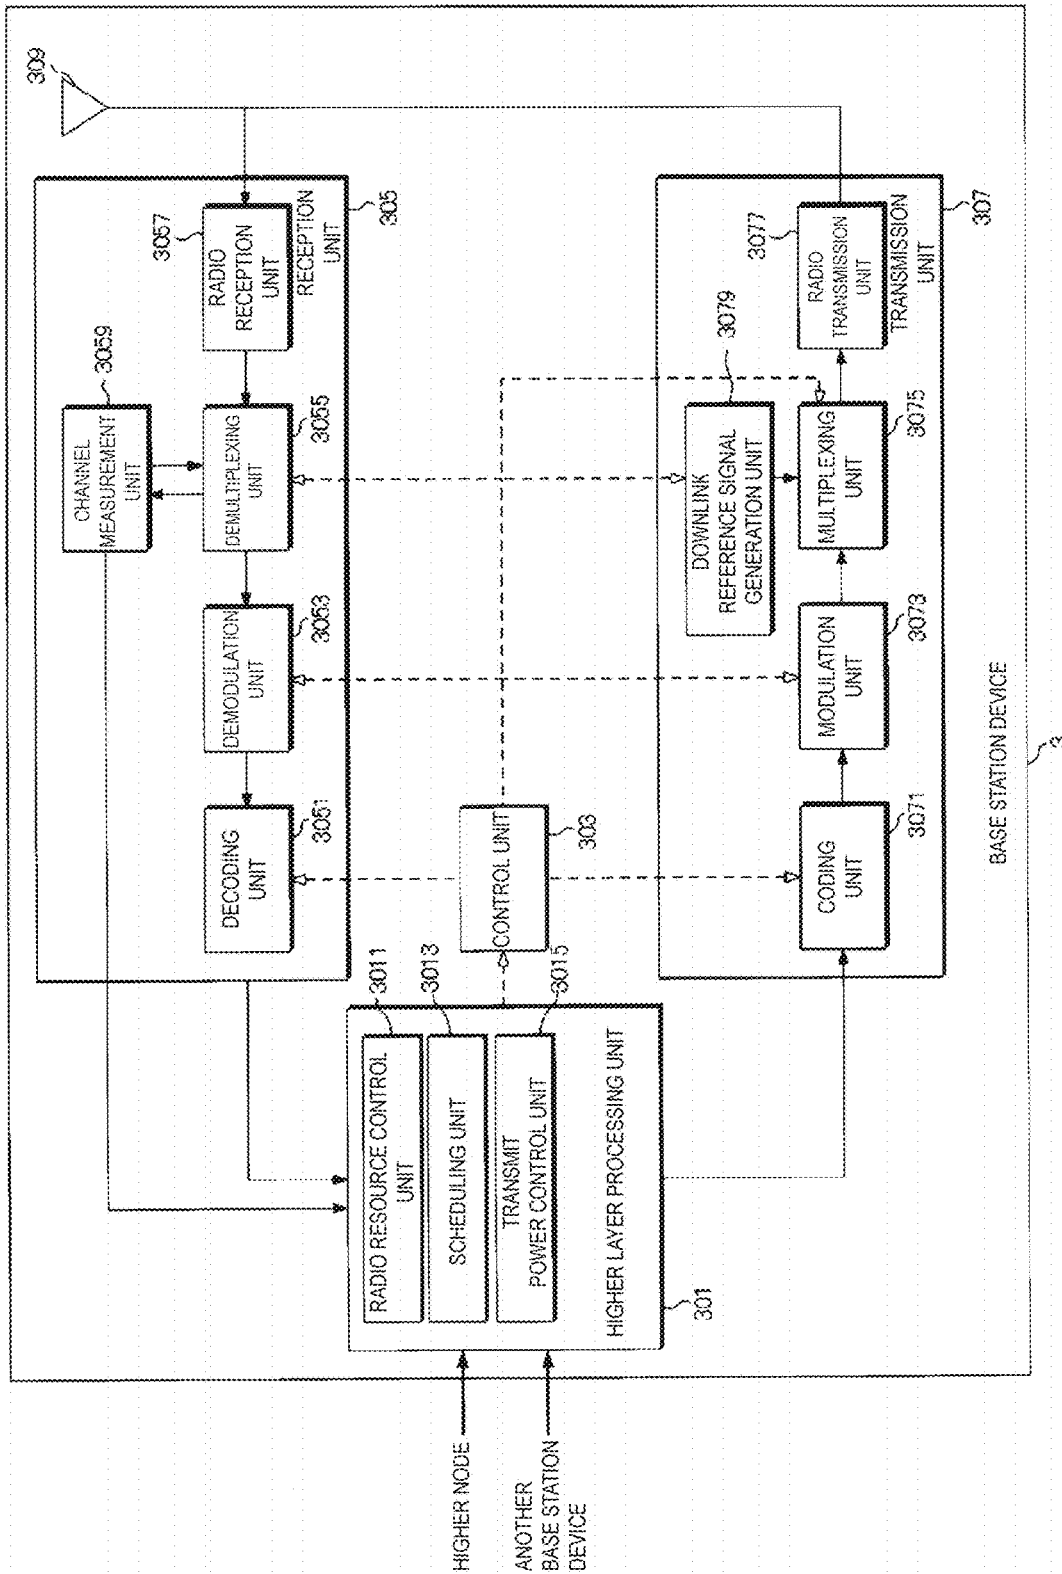 309
3057
RADIO
RECEPTION
UNIT
RECEPTION
UNIT
305
3059
CHANNEL
MEASUREMENT
UNIT
DEMULTIPLEXING
UNIT
3055
DEMODULATION
UNIT
3053
DECODING
UNIT
3051
3077
RADIO
TRANSMISSION
UNIT
TRANSMISSION
UNIT
307
3079
DOWNLINK
REFERENCE SIGNAL
GENERATION UNIT
MULTIPLEXING
UNIT
3075
MODULATION
UNIT
3073
CODING
UNIT
3071
CONTROL UNIT
303
3011
RADIO RESOURCE CONTROL
UNIT
3013
SCHEDULING UNIT
3015
TRANSMIT
POWER CONTROL UNIT
HIGHER LAYER PROCESSING UNIT
301
HIGHER NODE
ANOTHER
BASE STATION
DEVICE
BASE STATION DEVICE
3